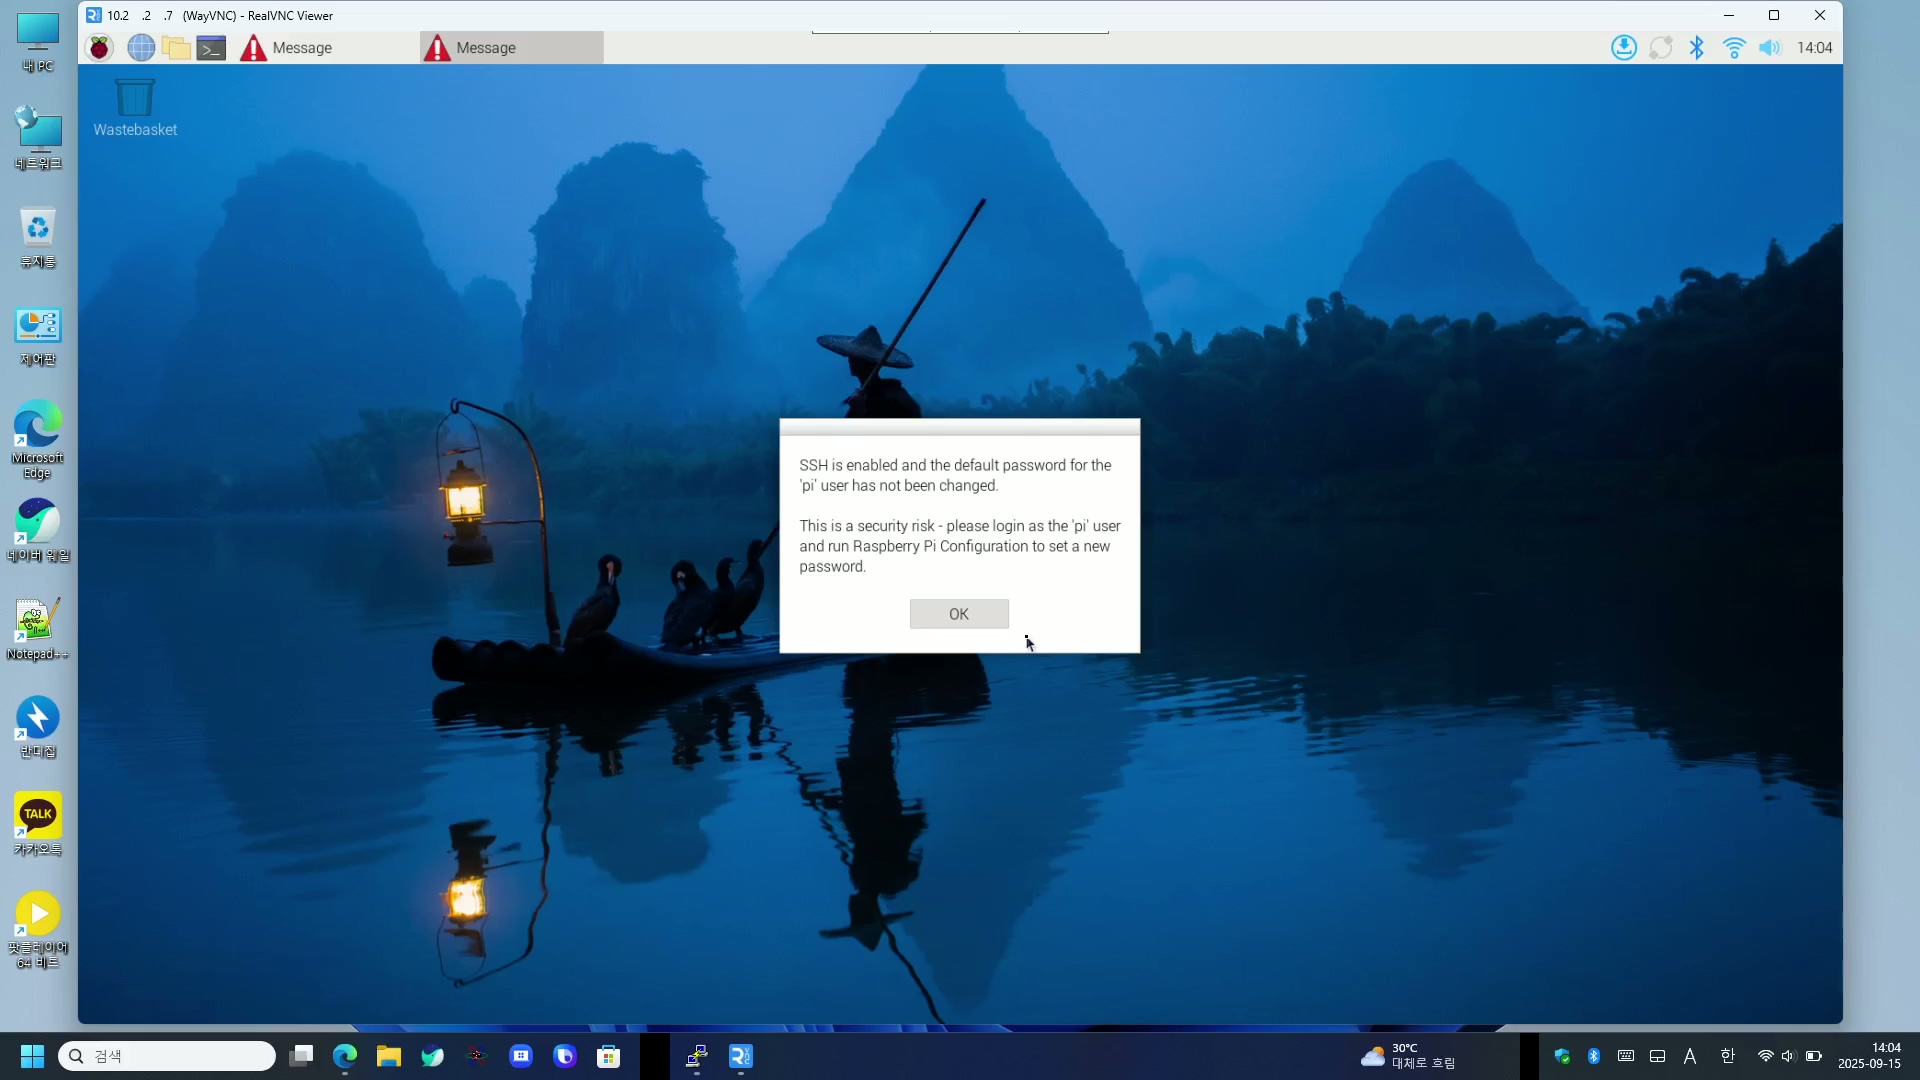 10.2 .2 .7 (WayVNC) - RealVNC Viewer
Message
Message
14:04
Wastebasket
SSH is enabled and the default password for the
'pi' user has not been changed.
This is a security risk - please login as the 'pi' user
and run Raspberry Pi Configuration to set a new
password.
OK
내 PC
네트워크
휴지통
제어판
Microsoft
Edge
네이버 웨일
Notepad++
반디집
TALK
카카오톡
팟플레이어
64 비트
검색
30°C
대체로 흐림
A
한
14:04
2025-09-15